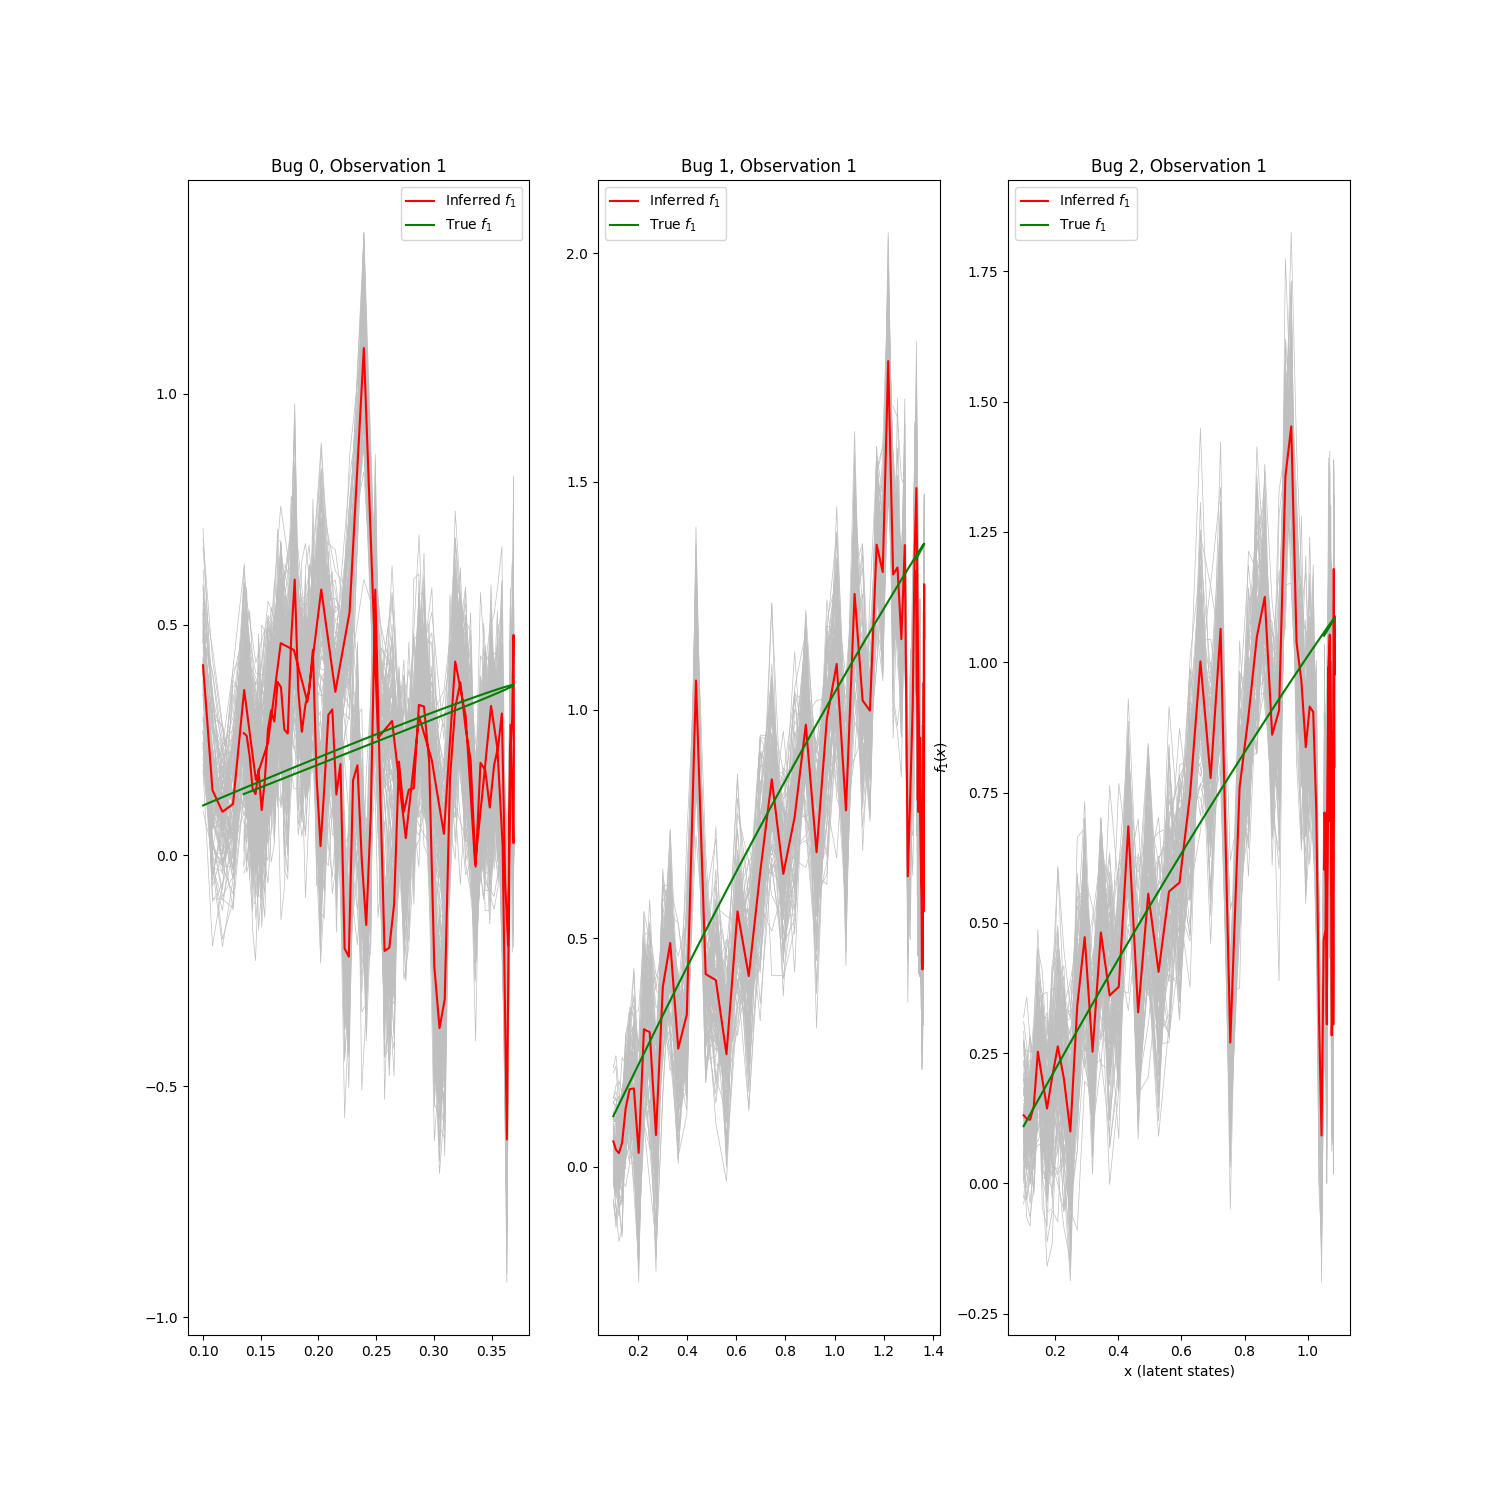 Bug 0, Observation 1
Inferred f₁
True f₁
1.0
0.5
0.0
−0.5
−1.0
0.10 0.15 0.20 0.25 0.30 0.35
Bug 1, Observation 1
Inferred f₁
True f₁
2.0
1.5
1.0
0.5
0.0
0.2 0.4 0.6 0.8 1.0 1.2 1.4
Bug 2, Observation 1
Inferred f₁
True f₁
f₁(x)
1.75
1.50
1.25
1.00
0.75
0.50
0.25
0.00
−0.25
0.2 0.4 0.6 0.8 1.0
x (latent states)